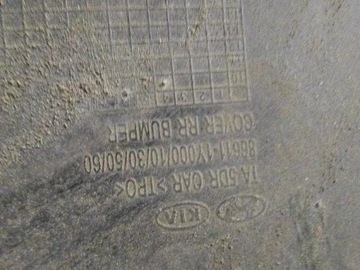 KIA
TA 5DR CAR >TPO<
86611-1Y000/10/30/50/60
COVER-RR BUMPER